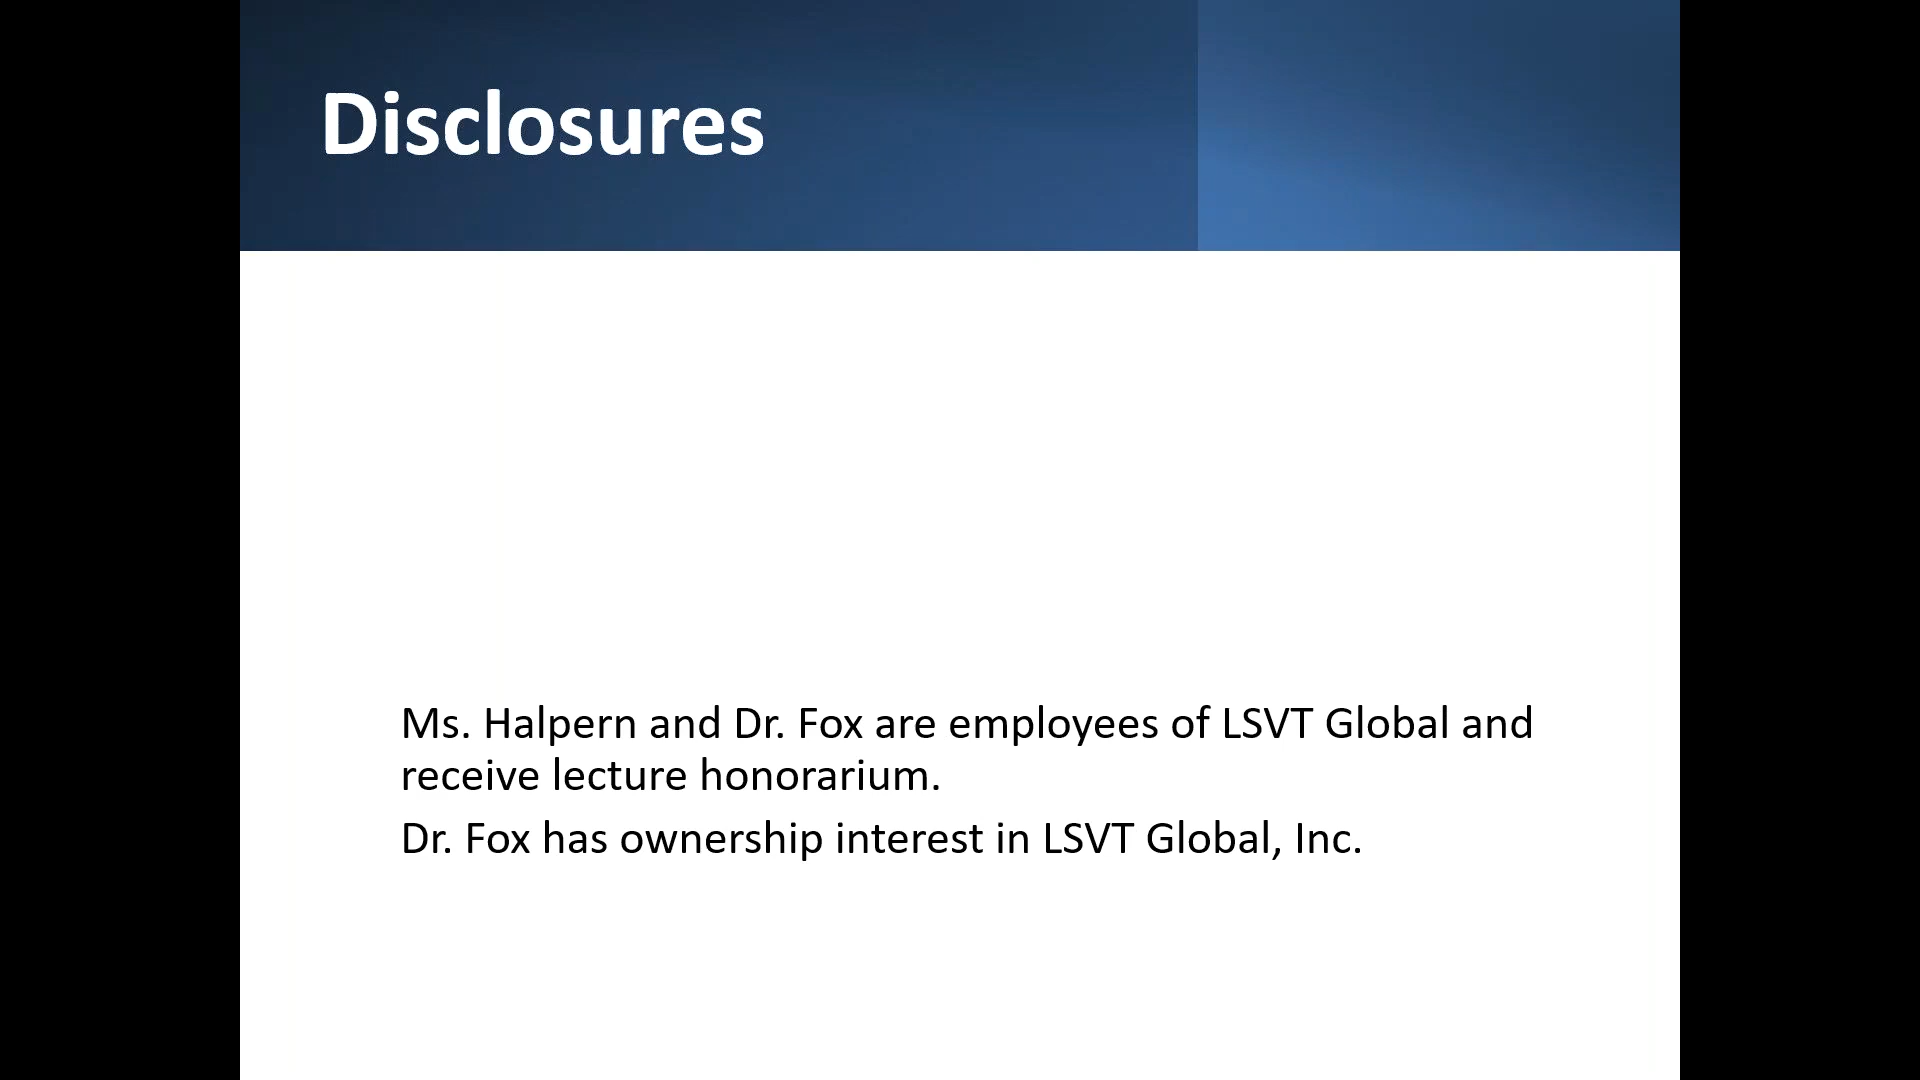 Disclosures
Ms. Halpern and Dr. Fox are employees of LSVT Global and
receive lecture honorarium.
Dr. Fox has ownership interest in LSVT Global, Inc.